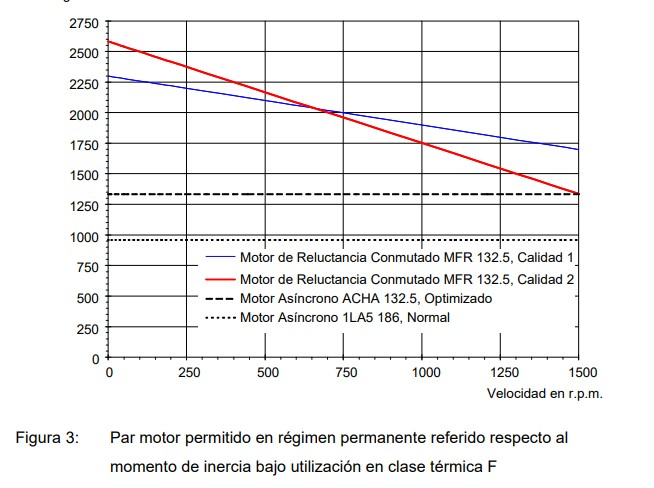 2750
2500
2250
2000
1750
1500
1250
1000
750
500
250
0
Motor de Reluctancia Conmutado MFR 132.5, Calidad 1
Motor de Reluctancia Conmutado MFR 132.5, Calidad 2
Motor Asíncrono ACHA 132.5, Optimizado
Motor Asíncrono 1LA5 186, Normal
0 250 500 750 1000 1250 1500
Velocidad en r.p.m.
Figura 3: Par motor permitido en régimen permanente referido respecto al
momento de inercia bajo utilización en clase térmica F